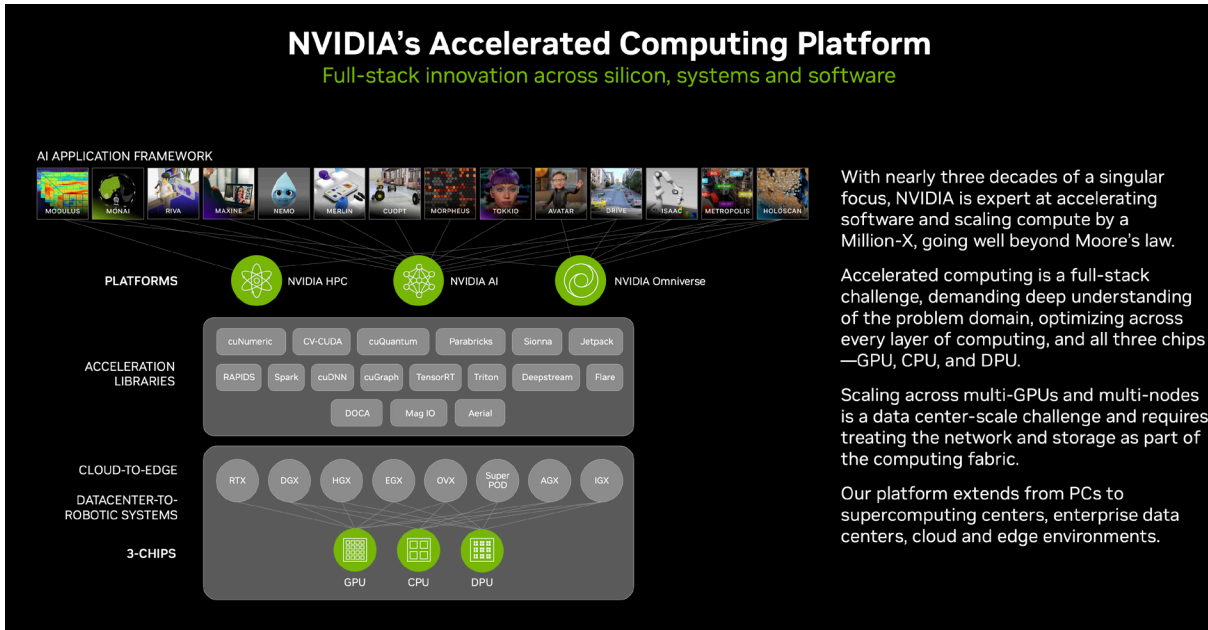 NVIDIA's Accelerated Computing Platform
Full-stack innovation across silicon, systems and software
AI APPLICATION FRAMEWORK
MODULUS MONAI RIVA MAXINE NEMO MERLIN CUOPT MORPHEUS TOKKIO AVATAR DRIVE ISAAC METROPOLIS HOLOSCAN
PLATFORMS
NVIDIA HPC NVIDIA AI NVIDIA Omniverse
ACCELERATION
LIBRARIES
cuNumeric CV-CUDA cuQuantum Parabricks Sionna Jetpack
RAPIDS Spark cuDNN cuGraph TensorRT Triton Deepstream Flare
DOCA Mag IO Aerial
CLOUD-TO-EDGE
DATACENTER-TO-
ROBOTIC SYSTEMS
RTX DGX HGX EGX OVX Super
POD AGX IGX
3-CHIPS
GPU CPU DPU
With nearly three decades of a singular
focus, NVIDIA is expert at accelerating
software and scaling compute by a
Million-X, going well beyond Moore's law.
Accelerated computing is a full-stack
challenge, demanding deep understanding
of the problem domain, optimizing across
every layer of computing, and all three chips
—GPU, CPU, and DPU.
Scaling across multi-GPUs and multi-nodes
is a data center-scale challenge and requires
treating the network and storage as part of
the computing fabric.
Our platform extends from PCs to
supercomputing centers, enterprise data
centers, cloud and edge environments.